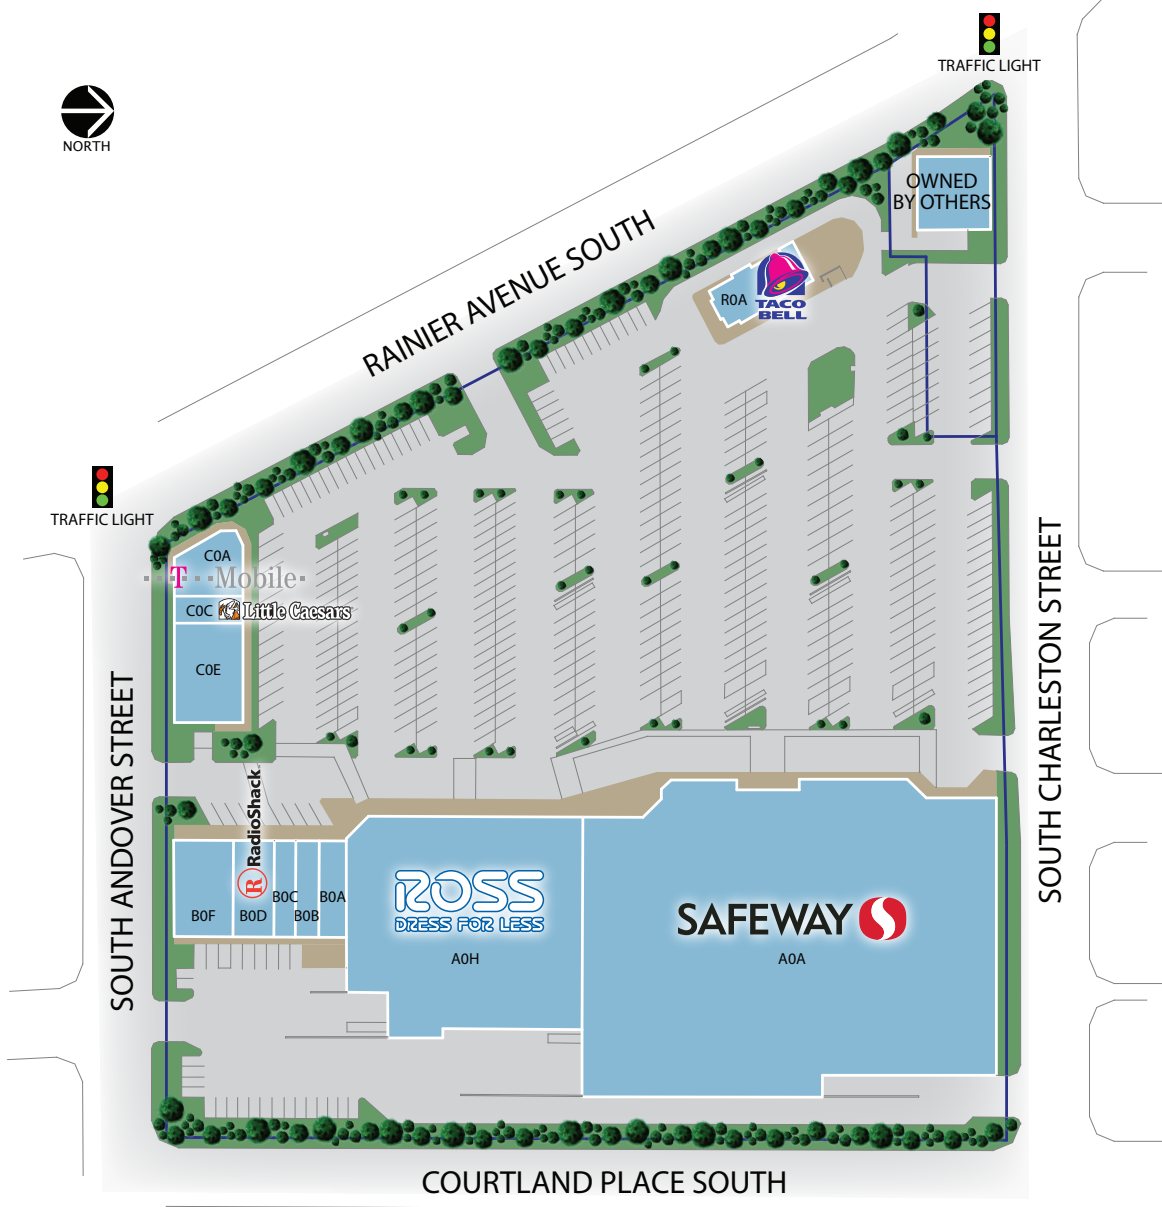 TRAFFIC LIGHT
NORTH
OWNED
BY OTHERS
RAINIER AVENUE SOUTH
R0A
TACO
BELL
TRAFFIC LIGHT
C0A
T Mobile
C0C
Little Caesars
C0E
SOUTH ANDOVER STREET
SOUTH CHARLESTON STREET
RadioShack
R
B0F
B0D
B0C
B0B
B0A
ROSS
DRESS FOR LESS
A0H
SAFEWAY
A0A
COURTLAND PLACE SOUTH